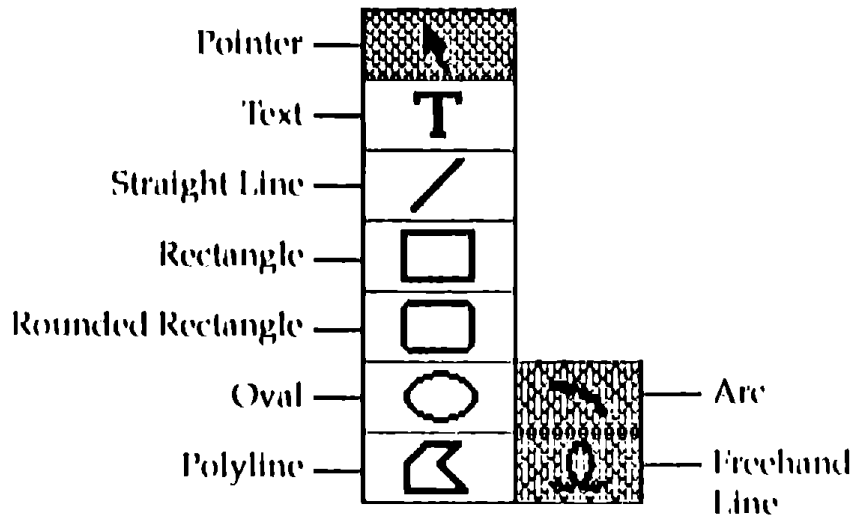 Pointer
Text
T
Straight Line
Rectangle
Rounded Rectangle
Oval
Arc
Polyline
Freehand
Line